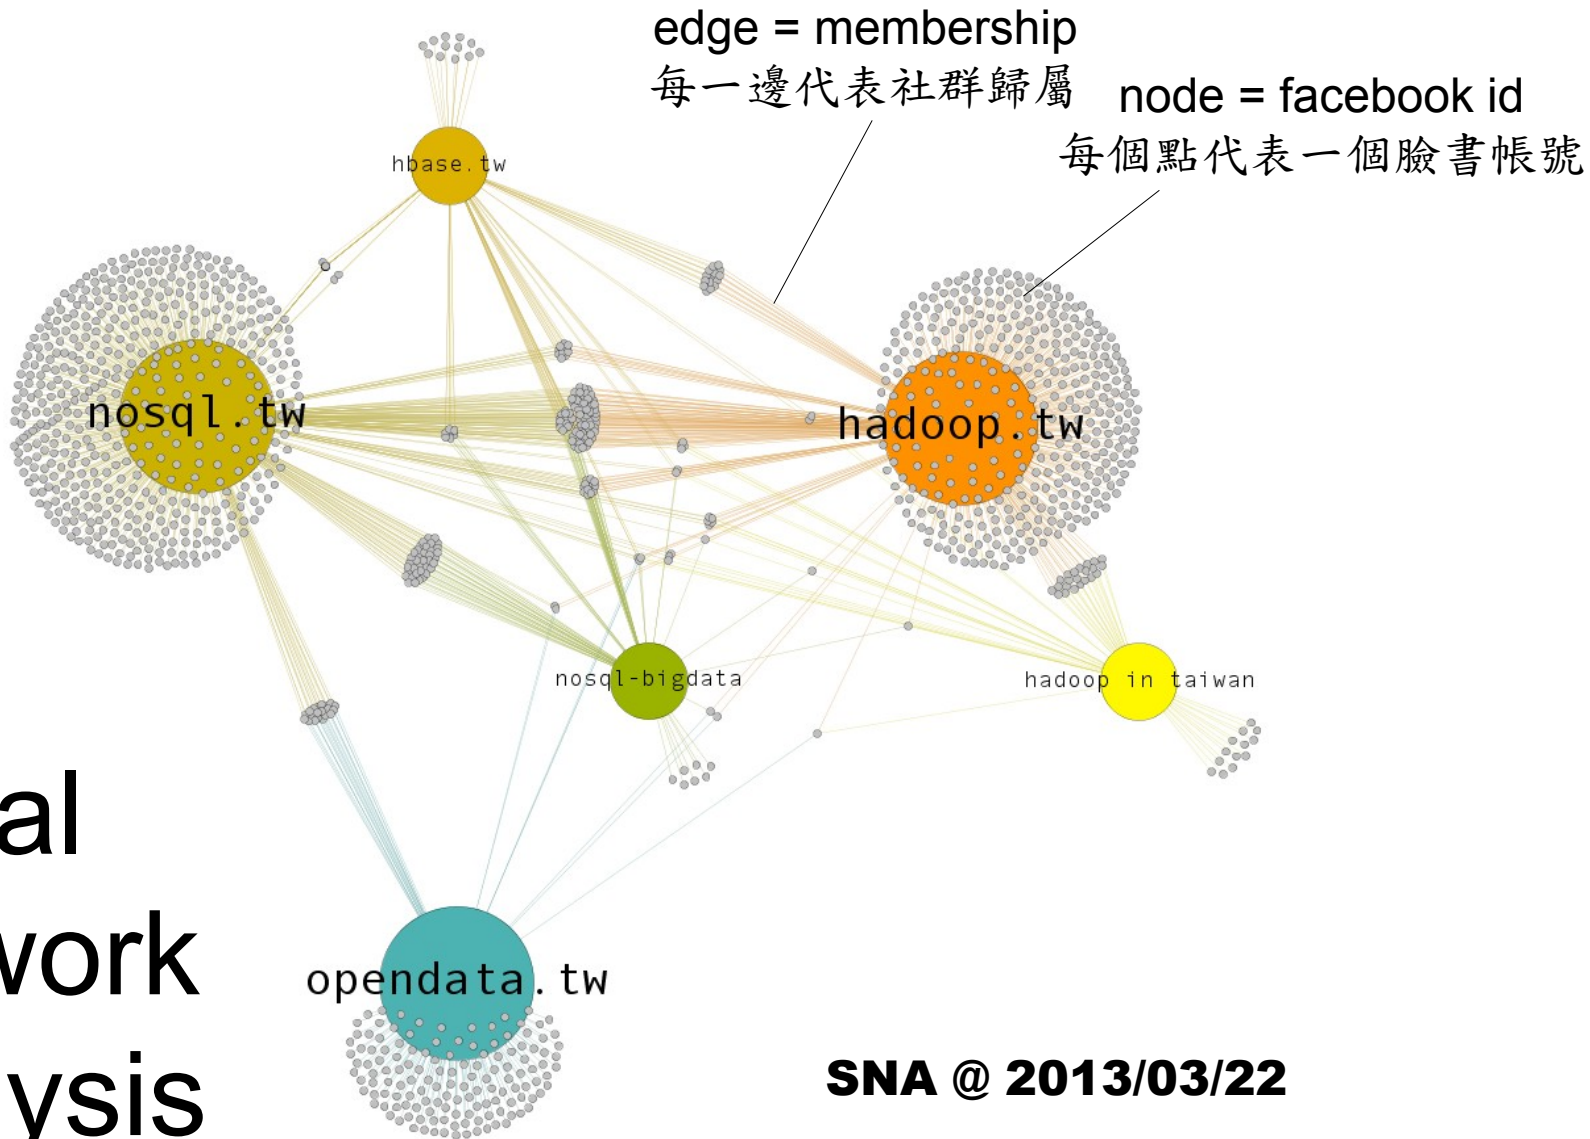 edge = membership
每一邊代表社群歸屬
node = facebook id
每個點代表一個臉書帳號
hbase.tw
nosql.tw
hadoop.tw
nosql-bigdata
hadoop in taiwan
al
work
opendata.tw
lysis
SNA @ 2013/03/22